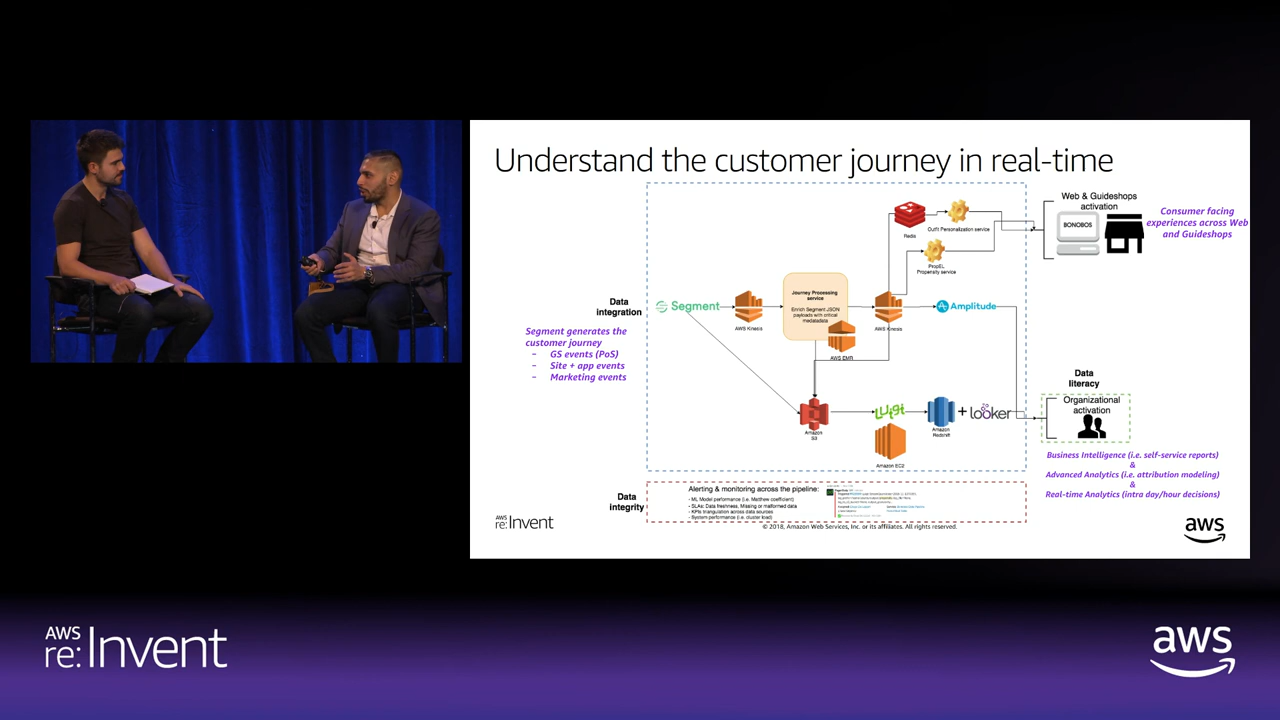 Understand the customer journey in real-time
Web & Guideshops
activation
BONOBOS
Consumer facing
experiences across Web
and Guideshops
Redis
Outfit Personalization service
PropEL
Propensity service
Data
integration
Segment
AWS Kinesis
Journey Processing
service
Enrich Segment JSON
payloads with critical
medatadata
AWS EMR
AWS Kinesis
Amplitude
Segment generates the
customer journey
- GS events (PoS)
- Site + app events
- Marketing events
Data
literacy
Organizational
activation
Amazon
S3
Luigi
Amazon EC2
Amazon
Redshift
+ looker
Business Intelligence (i.e. self-service reports)
&
Advanced Analytics (i.e. attribution modeling)
&
Real-time Analytics (intra day/hour decisions)
Data
integrity
Alerting & monitoring across the pipeline:
- ML Model performance (i.e. Matthew coefficient)
- SLAs: Data freshness, Missing or malformed data
- KPIs triangulation across data sources
- System performance (i.e. cluster load)
AWS
re:Invent
© 2018, Amazon Web Services, Inc. or its affiliates. All rights reserved.
aws
AWS
re:Invent
aws